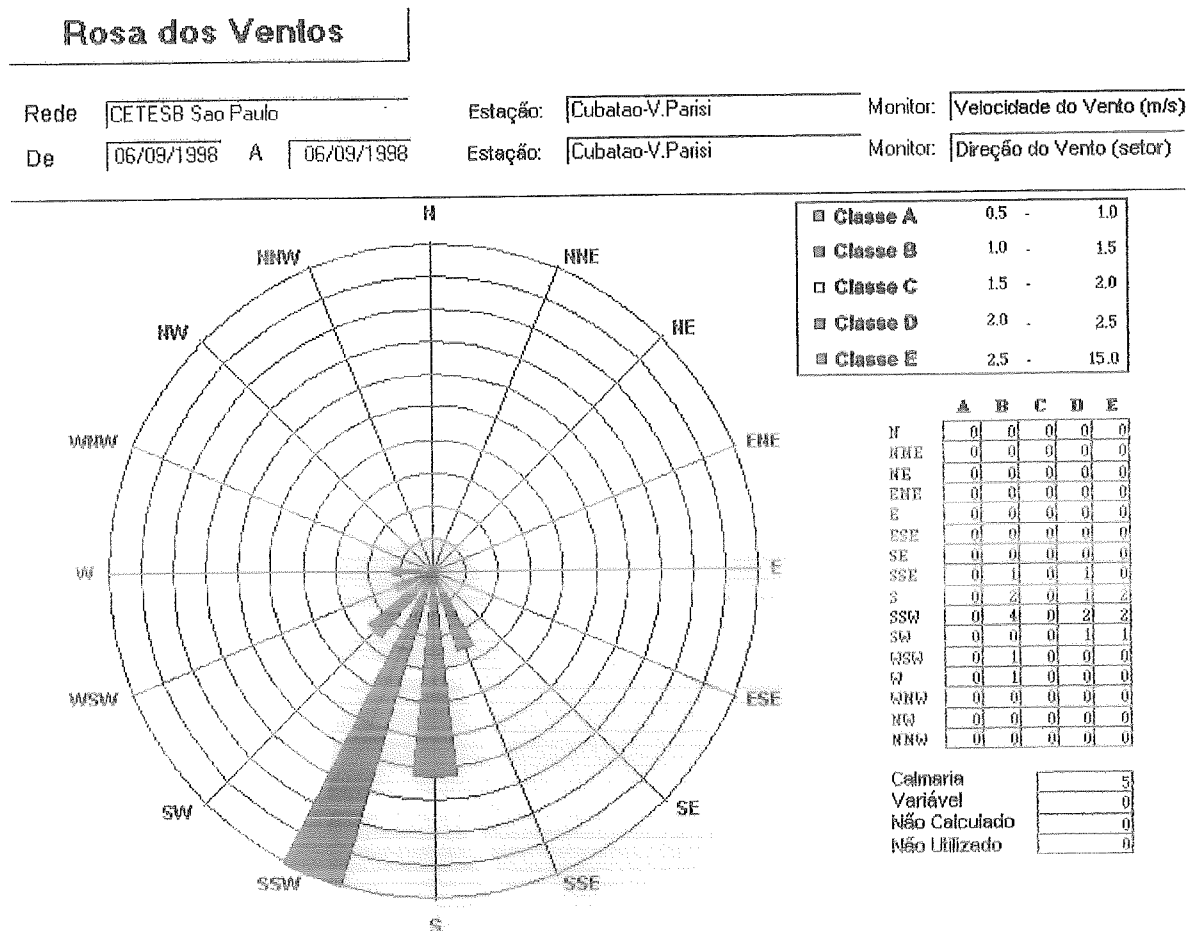 Rosa dos Ventos
Rede CETESB Sao Paulo Estação: Cubatao-V.Parisi Monitor: Velocidade do Vento (m/s)
De 06/09/1998 A 06/09/1998 Estação: Cubatao-V.Parisi Monitor: Direção do Vento (setor)
N
NNW NNE
NW NE
WNW ENE
W E
WSW ESE
SW SE
SSW SSE
S
Classe A 0.5 - 1.0
Classe B 1.0 - 1.5
Classe C 1.5 - 2.0
Classe D 2.0 - 2.5
Classe E 2.5 - 15.0
A B C D E
N 0 0 0 0 0
NNE 0 0 0 0 0
NE 0 0 0 0 0
ENE 0 0 0 0 0
E 0 0 0 0 0
ESE 0 0 0 0 0
SE 0 0 0 0 0
SSE 0 1 0 1 0
S 0 2 0 1 2
SSW 0 4 0 2 2
SW 0 0 0 1 1
WSW 0 1 0 0 0
W 0 1 0 0 0
WNW 0 0 0 0 0
NW 0 0 0 0 0
NNW 0 0 0 0 0
Calmaria 5
Variável 0
Não Calculado 0
Não Utilizado 0